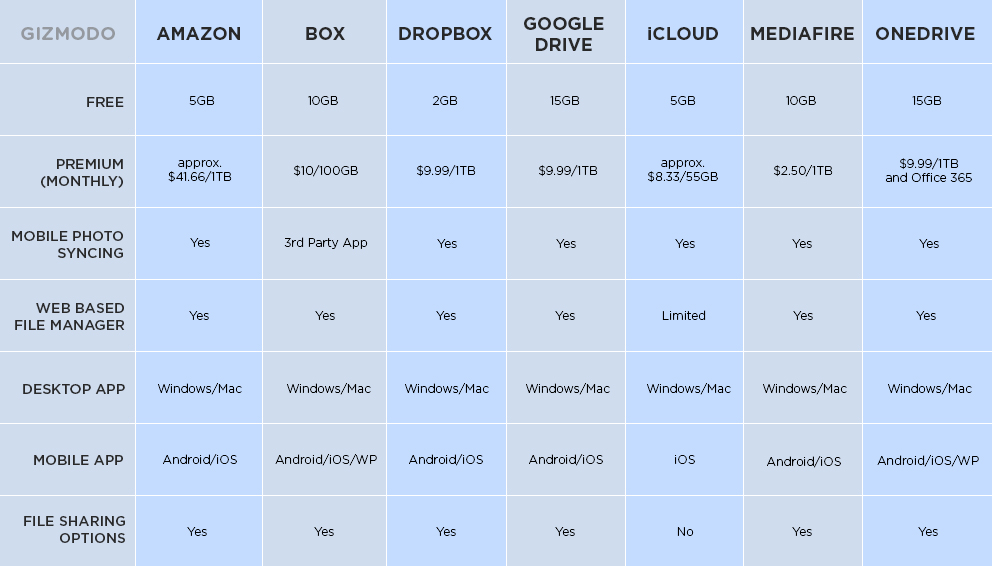 GIZMODO AMAZON BOX DROPBOX GOOGLE DRIVE iCLOUD MEDIAFIRE ONEDRIVE
FREE 5GB 10GB 2GB 15GB 5GB 10GB 15GB
PREMIUM (MONTHLY) approx. $41.66/1TB $10/100GB $9.99/1TB $9.99/1TB approx. $8.33/55GB $2.50/1TB $9.99/1TB and Office 365
MOBILE PHOTO SYNCING Yes 3rd Party App Yes Yes Yes Yes Yes
WEB BASED FILE MANAGER Yes Yes Yes Yes Limited Yes Yes
DESKTOP APP Windows/Mac Windows/Mac Windows/Mac Windows/Mac Windows/Mac Windows/Mac Windows/Mac
MOBILE APP Android/iOS Android/iOS/WP Android/iOS Android/iOS iOS Android/iOS Android/iOS/WP
FILE SHARING OPTIONS Yes Yes Yes Yes No Yes Yes